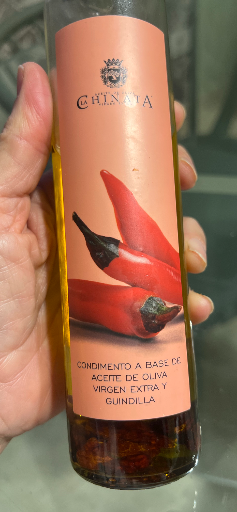 LA CHINATA
CONDIMENTO A BASE DE
ACEITE DE OLIVA
VIRGEN EXTRA Y
GUINDILLA